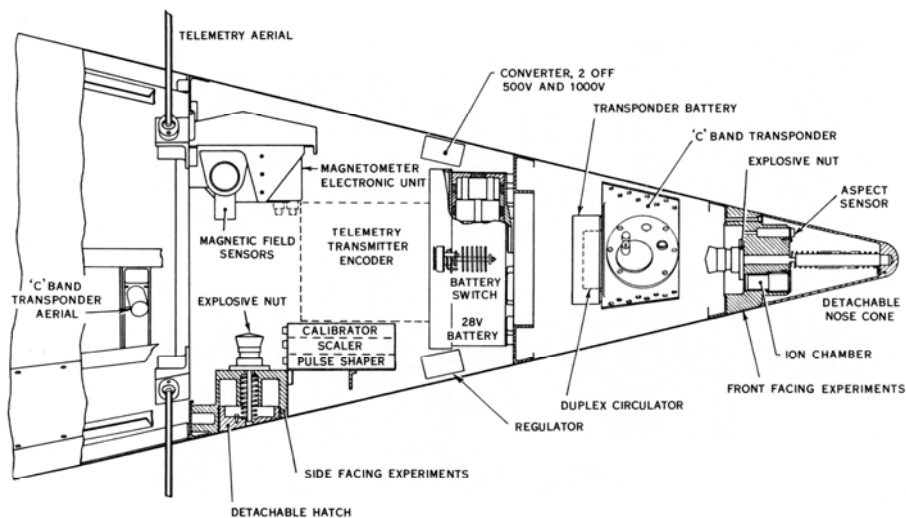 TELEMETRY AERIAL
CONVERTER, 2 OFF
500V AND 1000V
TRANSPONDER BATTERY
'C' BAND TRANSPONDER
EXPLOSIVE NUT
ASPECT
SENSOR
MAGNETOMETER
ELECTRONIC UNIT
MAGNETIC FIELD
SENSORS
TELEMETRY
TRANSMITTER
ENCODER
'C' BAND
TRANSPONDER
AERIAL
EXPLOSIVE NUT
BATTERY
SWITCH
28V
BATTERY
CALIBRATOR
SCALER
PULSE SHAPER
DETACHABLE
NOSE CONE
ION CHAMBER
FRONT FACING EXPERIMENTS
DUPLEX CIRCULATOR
REGULATOR
SIDE FACING EXPERIMENTS
DETACHABLE HATCH